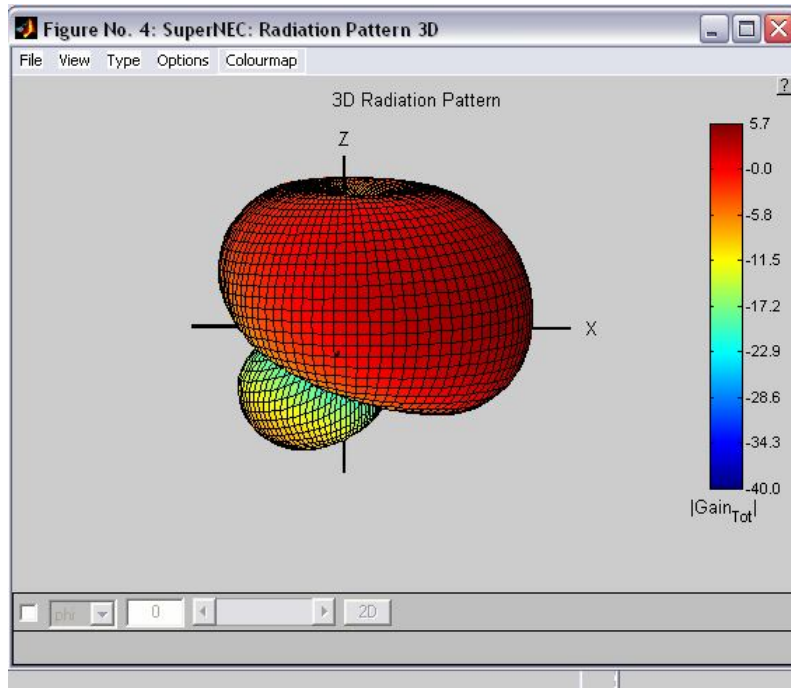 Figure No. 4: SuperNEC: Radiation Pattern 3D
File View Type Options Colourmap
?
3D Radiation Pattern
Z
X
5.7
-0.0
-5.8
-11.5
-17.2
-22.9
-28.6
-34.3
-40.0
|Gain_Tot|
phi 0 2D